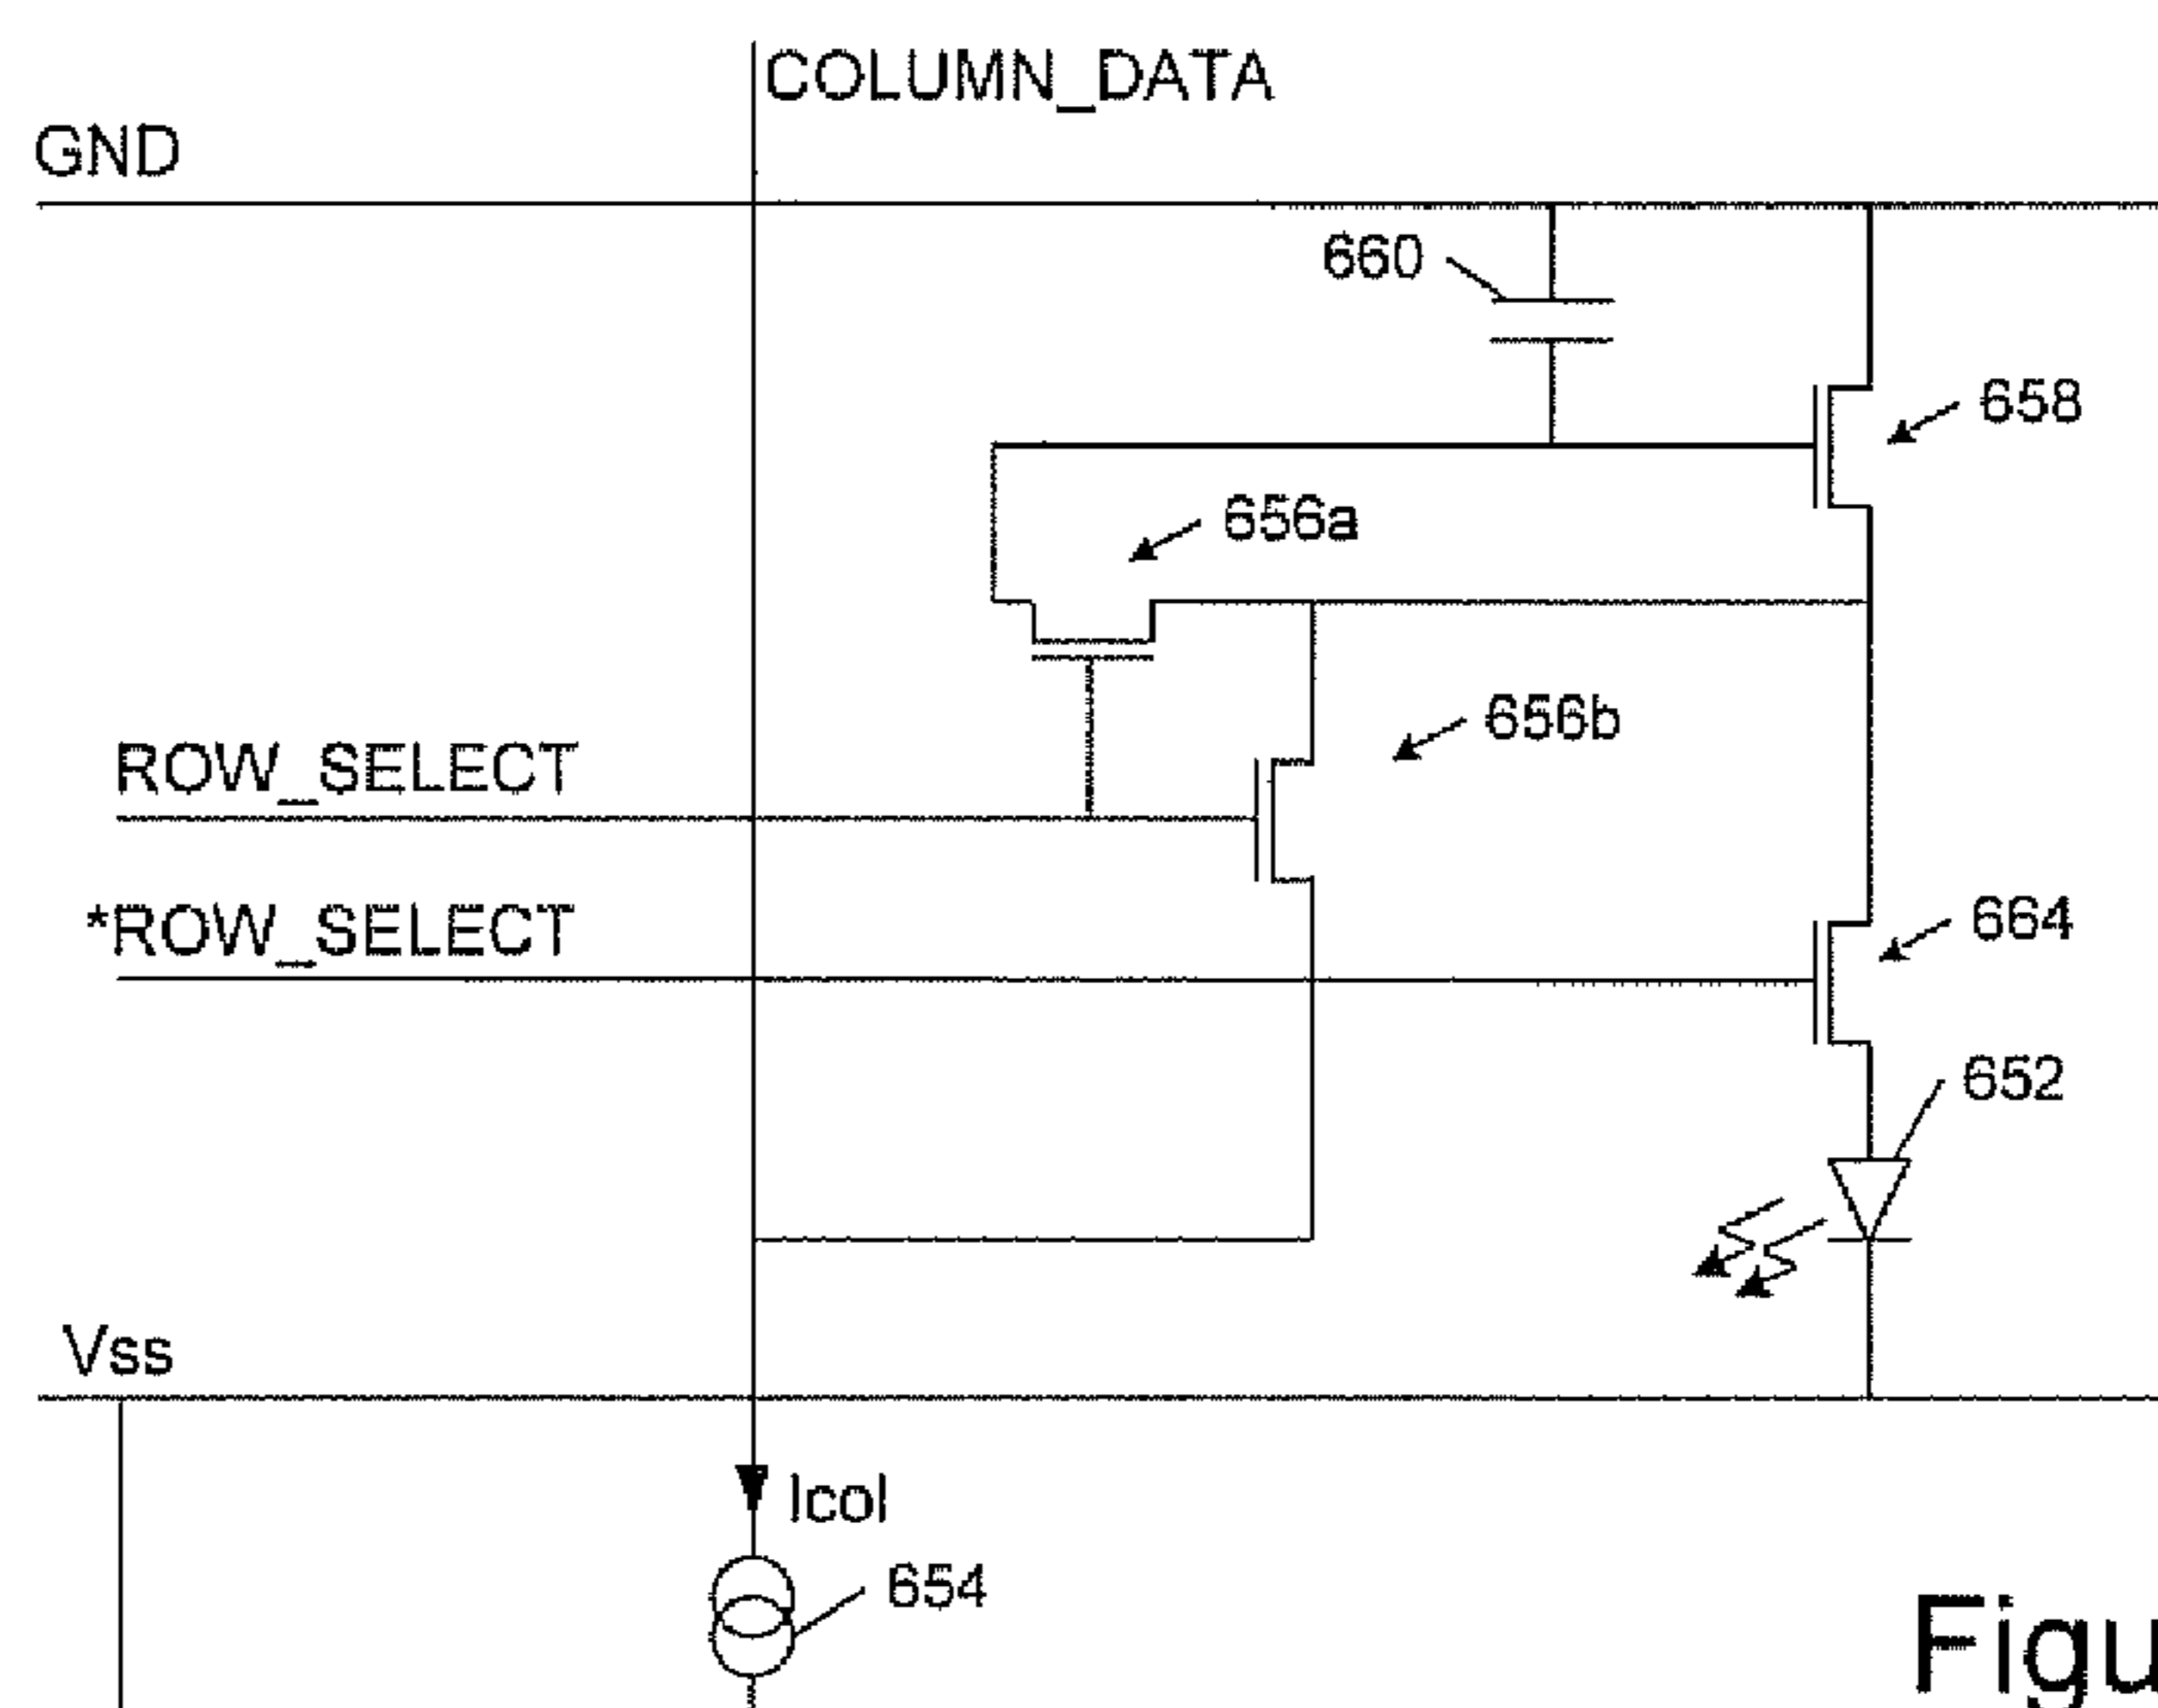 COLUMN_DATA
GND
660
658
656a
656b
ROW_SELECT
*ROW_SELECT
664
652
Vss
Icol
654
Figu